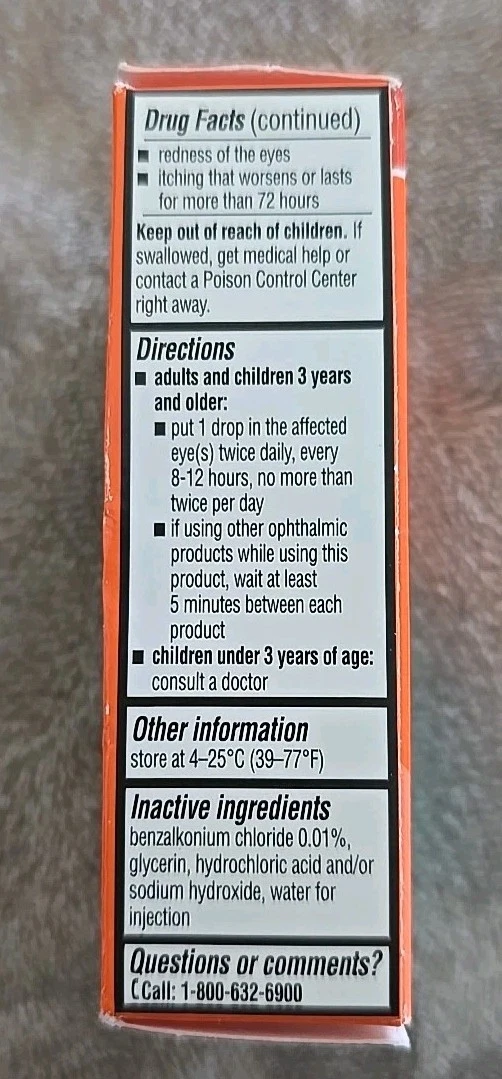 Drug Facts (continued)
■ redness of the eyes
■ itching that worsens or lasts
for more than 72 hours
Keep out of reach of children. If
swallowed, get medical help or
contact a Poison Control Center
right away.
Directions
■ adults and children 3 years
and older:
■ put 1 drop in the affected
eye(s) twice daily, every
8-12 hours, no more than
twice per day
■ if using other ophthalmic
products while using this
product, wait at least
5 minutes between each
product
■ children under 3 years of age:
consult a doctor
Other information
store at 4–25°C (39–77°F)
Inactive ingredients
benzalkonium chloride 0.01%,
glycerin, hydrochloric acid and/or
sodium hydroxide, water for
injection
Questions or comments?
Call: 1-800-632-6900